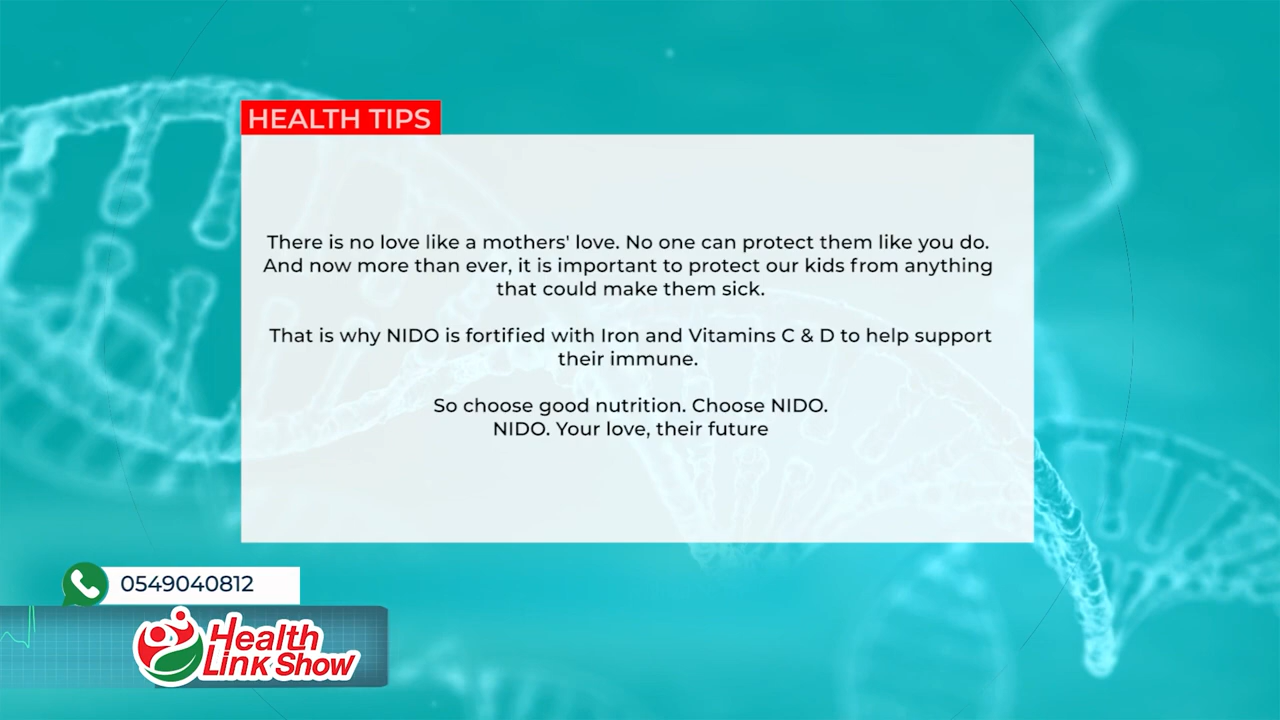 HEALTH TIPS
There is no love like a mothers' love. No one can protect them like you do.
And now more than ever, it is important to protect our kids from anything
that could make them sick.
That is why NIDO is fortified with Iron and Vitamins C & D to help support
their immune.
So choose good nutrition. Choose NIDO.
NIDO. Your love, their future
0549040812
Health
Link Show